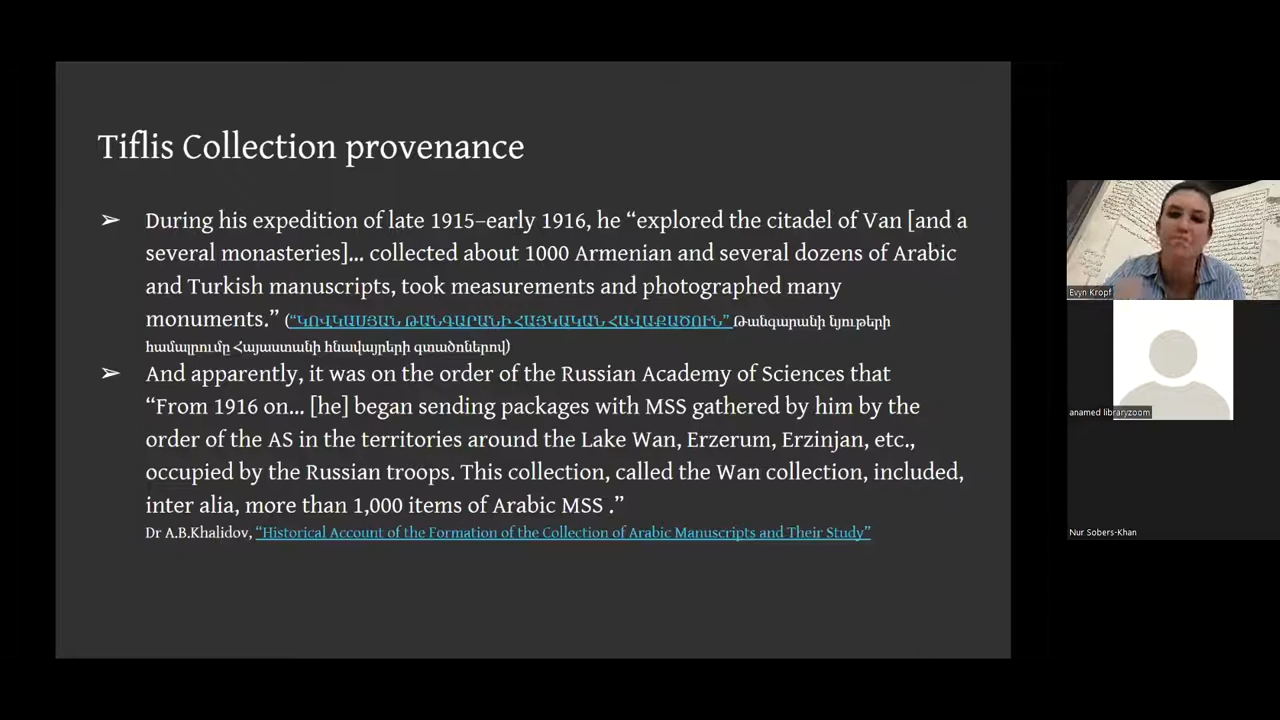 Tiflis Collection provenance
➢ During his expedition of late 1915–early 1916, he “explored the citadel of Van [and a
several monasteries]... collected about 1000 Armenian and several dozens of Arabic
and Turkish manuscripts, took measurements and photographed many
monuments.” (“ԿՈՎԿԱՍՅԱՆ ԹԱՆԳԱՐԱՆԻ ՀԱՅԿԱԿԱՆ ՀԱՎԱՔԱԾՈՒՆ” Թանգարանի նյութերի
համալրումը Հայաստանի հնավայրերի գտածոներով)
➢ And apparently, it was on the order of the Russian Academy of Sciences that
“From 1916 on... [he] began sending packages with MSS gathered by him by the
order of the AS in the territories around the Lake Wan, Erzerum, Erzinjan, etc.,
occupied by the Russian troops. This collection, called the Wan collection, included,
inter alia, more than 1,000 items of Arabic MSS .”
Dr A.B.Khalidov, “Historical Account of the Formation of the Collection of Arabic Manuscripts and Their Study”
Evyn Kropf
anamed libraryzoom
Nur Sobers-Khan